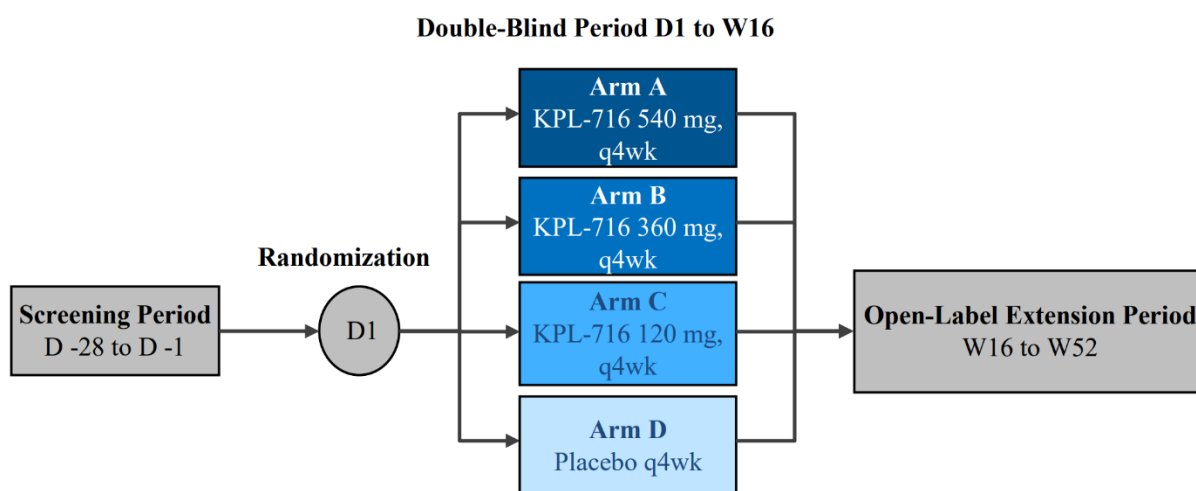 Double-Blind Period D1 to W16
Arm A
KPL-716 540 mg,
q4wk
Arm B
KPL-716 360 mg,
q4wk
Randomization
Screening Period
D -28 to D -1
D1
Arm C
KPL-716 120 mg,
q4wk
Open-Label Extension Period
W16 to W52
Arm D
Placebo q4wk